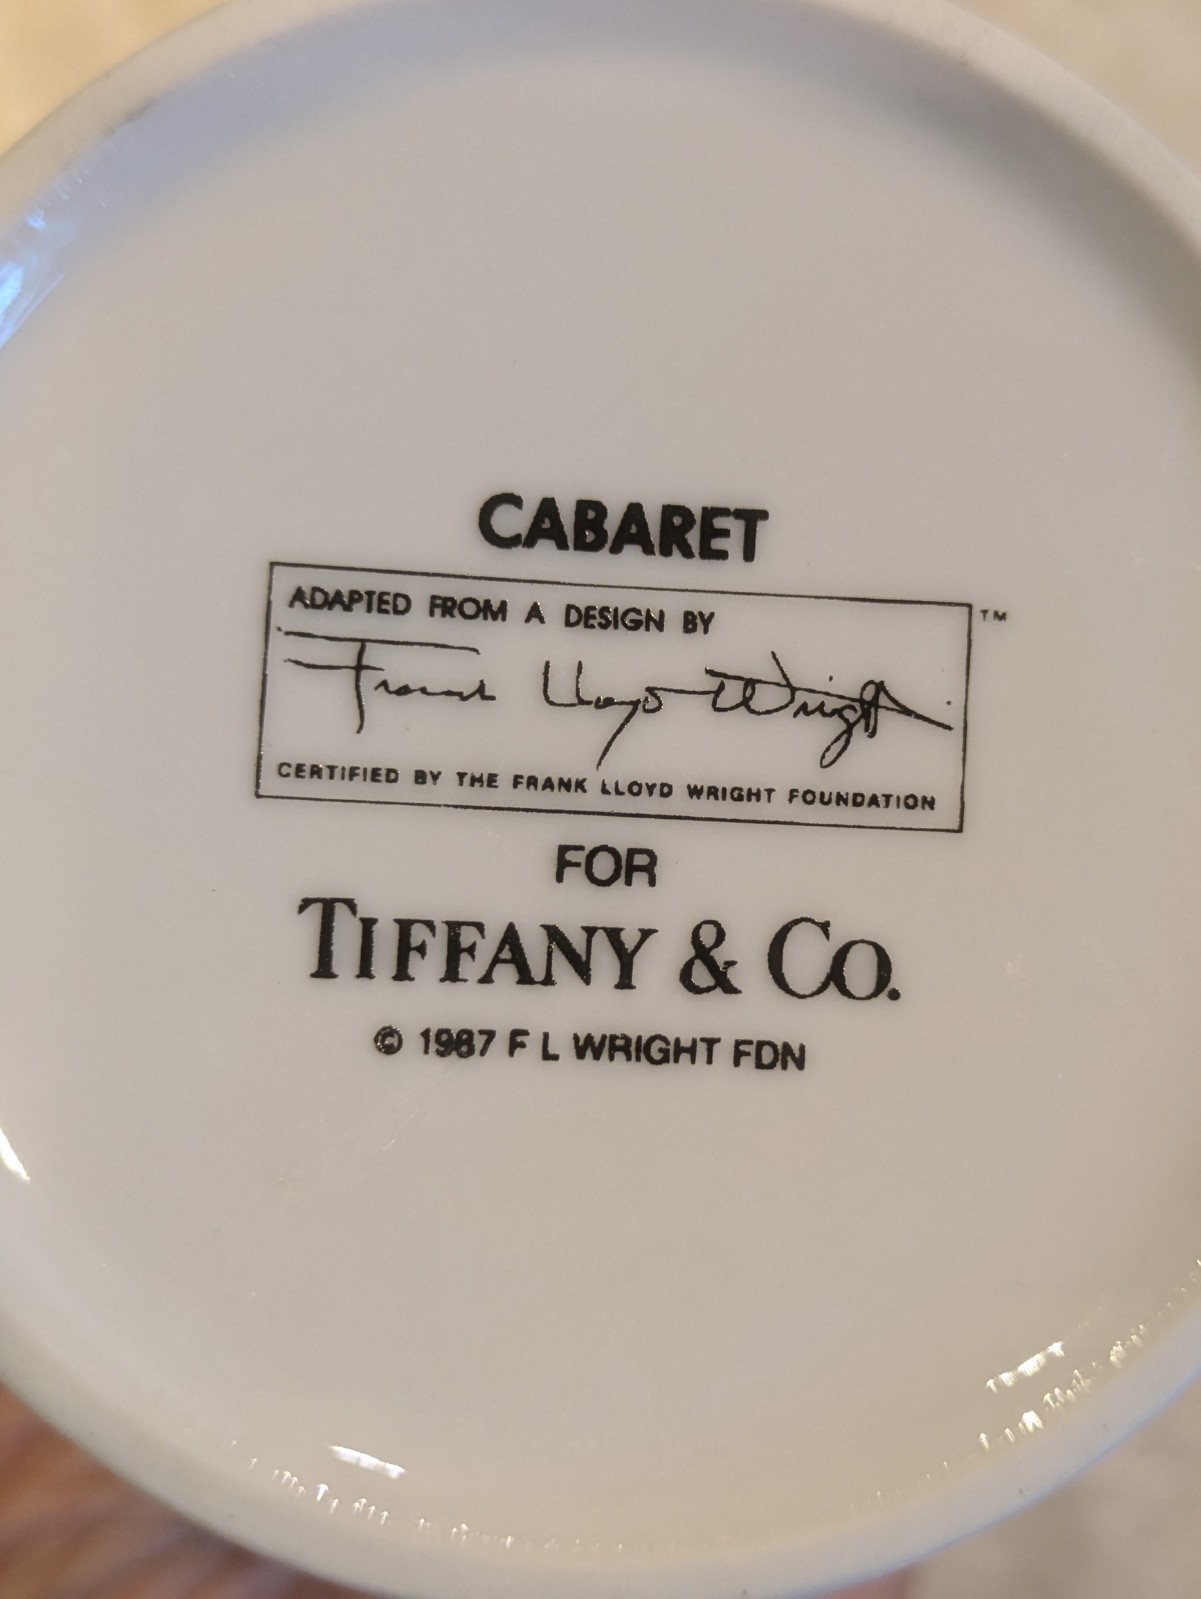 CABARET
ADAPTED FROM A DESIGN BY
Frank Lloyd Wright
CERTIFIED BY THE FRANK LLOYD WRIGHT FOUNDATION
TM
FOR
TIFFANY & CO.
© 1987 F L WRIGHT FDN